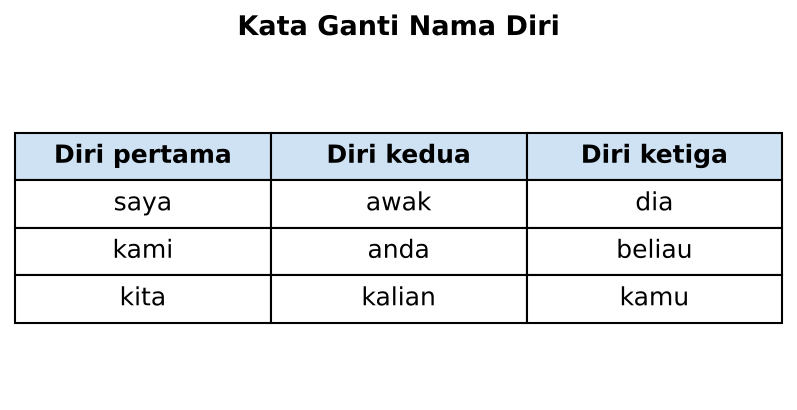 Kata Ganti Nama Diri
Diri pertama Diri kedua Diri ketiga
saya awak dia
kami anda beliau
kita kalian kamu